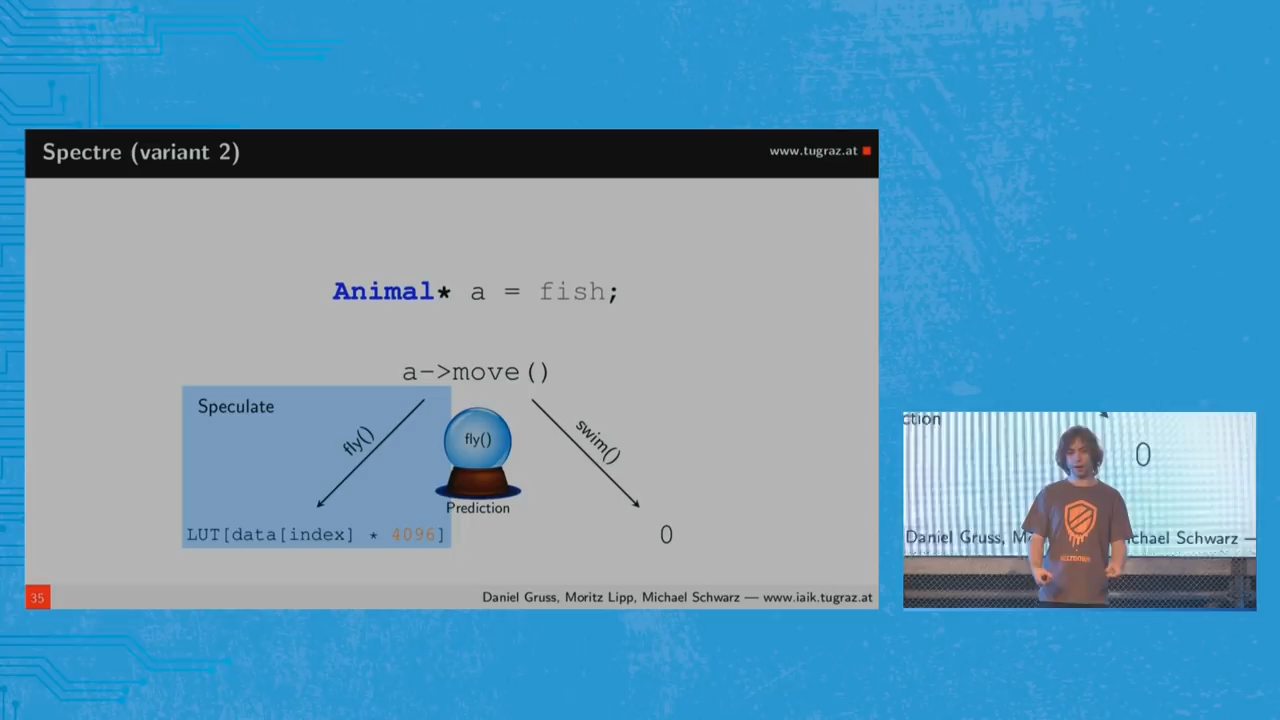 Spectre (variant 2)
www.tugraz.at
Animal* a = fish;
a->move()
Speculate
fly()
fly()
swim()
Prediction
LUT[data[index] * 4096]
0
35
Daniel Gruss, Moritz Lipp, Michael Schwarz — www.iaik.tugraz.at
ction
0
Daniel Gruss, M
chael Schwarz —